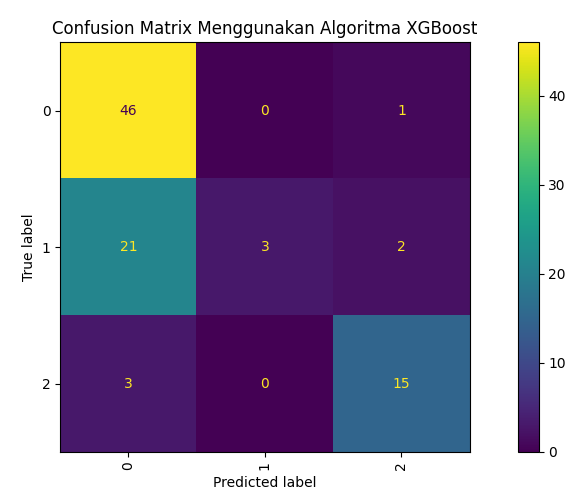 Confusion Matrix Menggunakan Algoritma XGBoost
0 46 0 1
1 21 3 2
2 3 0 15
0 1 2
True label
Predicted label
40
30
20
10
0